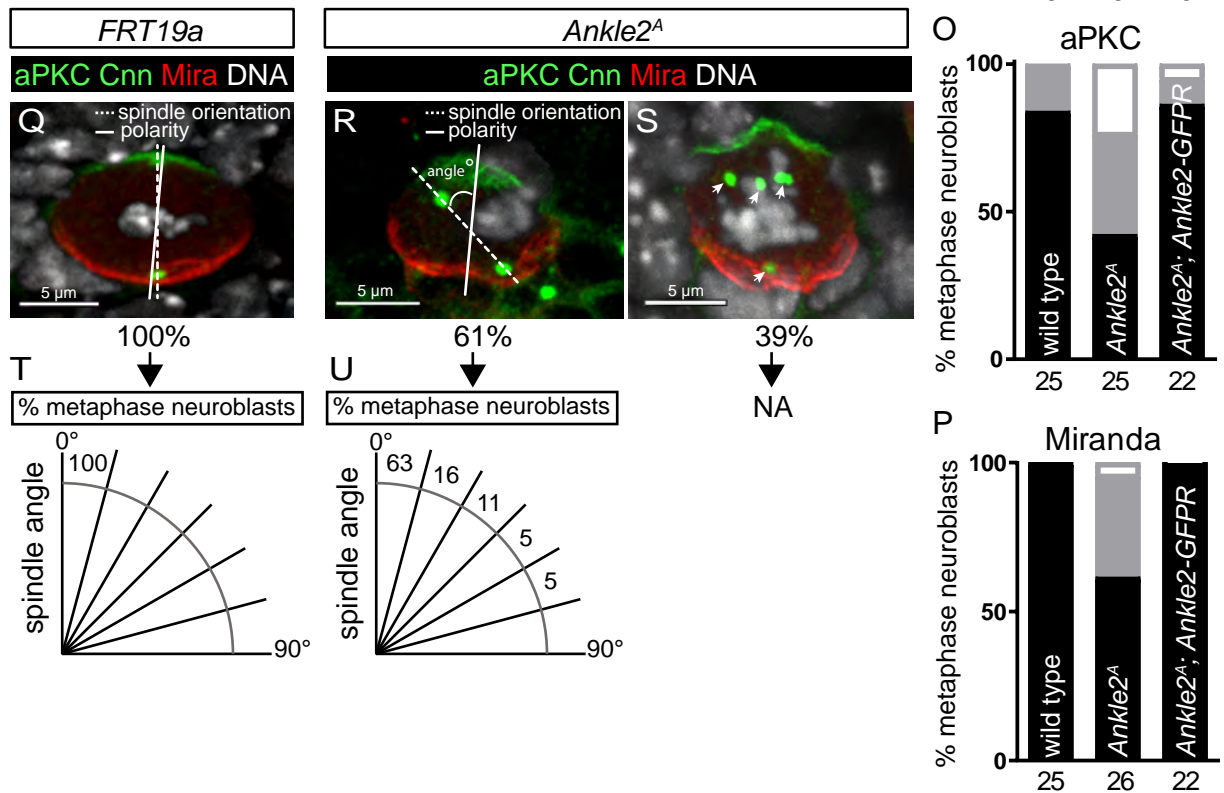 FRT19a
Ankle2ᴬ
aPKC Cnn Mira DNA
aPKC Cnn Mira DNA
Q
spindle orientation
polarity
5 µm
R
spindle orientation
polarity
angle°
5 µm
S
5 µm
100%
61%
39%
T
% metaphase neuroblasts
0°
100
spindle angle
90°
U
% metaphase neuroblasts
0°
63
16
11
5
5
spindle angle
90°
NA
O
aPKC
% metaphase neuroblasts
100
50
0
wild type
Ankle2ᴬ
Ankle2ᴬ; Ankle2-GFPR
25
25
22
P
Miranda
% metaphase neuroblasts
100
50
0
wild type
Ankle2ᴬ
Ankle2ᴬ; Ankle2-GFPR
25
26
22